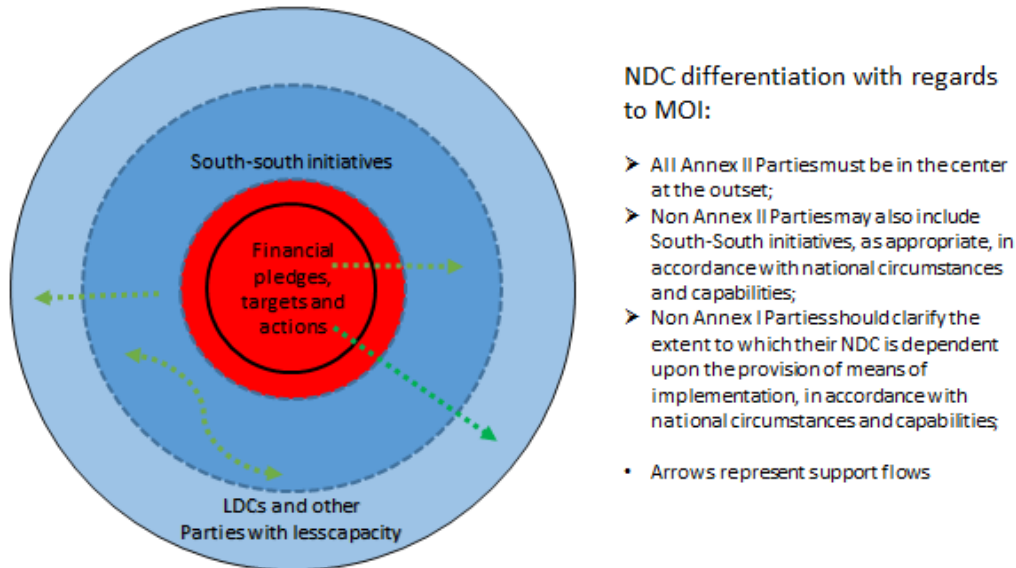 South-south initiatives
Financial
pledges,
targets and
actions
LDCs and other
Parties with lesscapacity
NDC differentiation with regards
to MOI:
➤ All Annex II Partiesmust be in the center
at the outset;
➤ Non Annex II Partiesmay also include
South-South initiatives, as appropriate, in
accordance with national circumstances
and capabilities;
➤ Non Annex I Partiesshould clarify the
extent to which their NDC is dependent
upon the provision of means of
implementation, in accordance with
national circumstances and capabilities;
• Arrows represent support flows